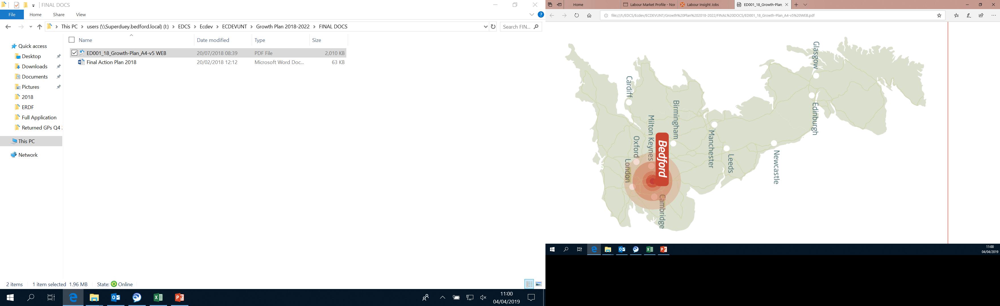 FINAL DOCS
File Home Share View
This PC users (\\Superduey.bedford.local) (I:) EDCS Ecdev ECDEVUNT Growth Plan 2018-2022 FINAL DOCS
Search FIN...
Name Date modified Type Size
ED001_18_Growth-Plan_A4-v5 WEB 20/07/2018 08:39 PDF File 2,010 KB
Final Action Plan 2018 20/02/2018 12:12 Microsoft Word Doc... 63 KB
Quick access
Desktop
Downloads
Documents
Pictures
2018
ERDF
Full Application
Returned GPs Q4
This PC
Network
2 items 1 item selected 1.96 MB State: Online
11:00
04/04/2019
Home Labour Market Profile - Nor Labour Insight Jobs ED001_18_Growth-Plan_
file:///I:/EDCS/Ecdev/ECDEVUNT/Growth%20Plan%202018-2022/FINAL%20DOCS/ED001_18_Growth-Plan_A4-v5%20WEB.pdf
Glasgow
Edinburgh
Newcastle
Leeds
Manchester
Birmingham
Cardiff
Milton Keynes
Bedford
Oxford
London
Cambridge
11:00
04/04/2019